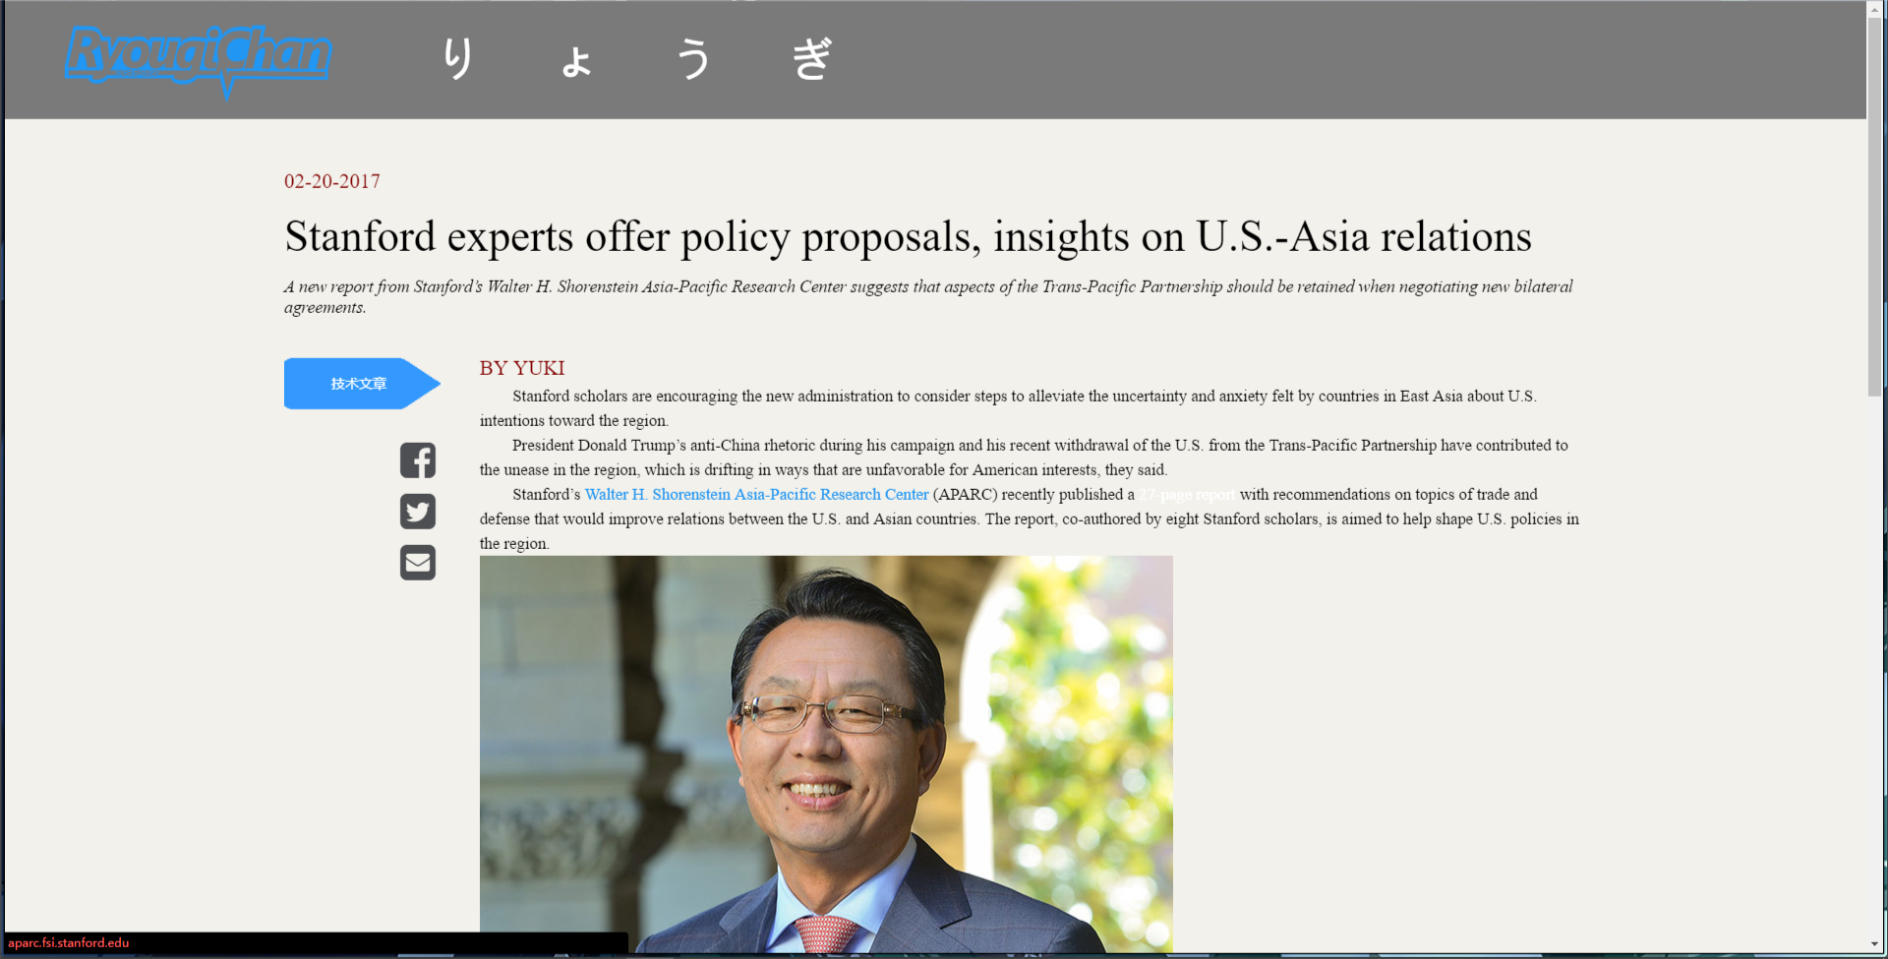 RyougiChan
り ょ う ぎ
02-20-2017
Stanford experts offer policy proposals, insights on U.S.-Asia relations
A new report from Stanford’s Walter H. Shorenstein Asia-Pacific Research Center suggests that aspects of the Trans-Pacific Partnership should be retained when negotiating new bilateral
agreements.
技术文章
BY YUKI
Stanford scholars are encouraging the new administration to consider steps to alleviate the uncertainty and anxiety felt by countries in East Asia about U.S.
intentions toward the region.
President Donald Trump’s anti-China rhetoric during his campaign and his recent withdrawal of the U.S. from the Trans-Pacific Partnership have contributed to
the unease in the region, which is drifting in ways that are unfavorable for American interests, they said.
Stanford’s Walter H. Shorenstein Asia-Pacific Research Center (APARC) recently published a 27-page report with recommendations on topics of trade and
defense that would improve relations between the U.S. and Asian countries. The report, co-authored by eight Stanford scholars, is aimed to help shape U.S. policies in
the region.
aparc.fsi.stanford.edu